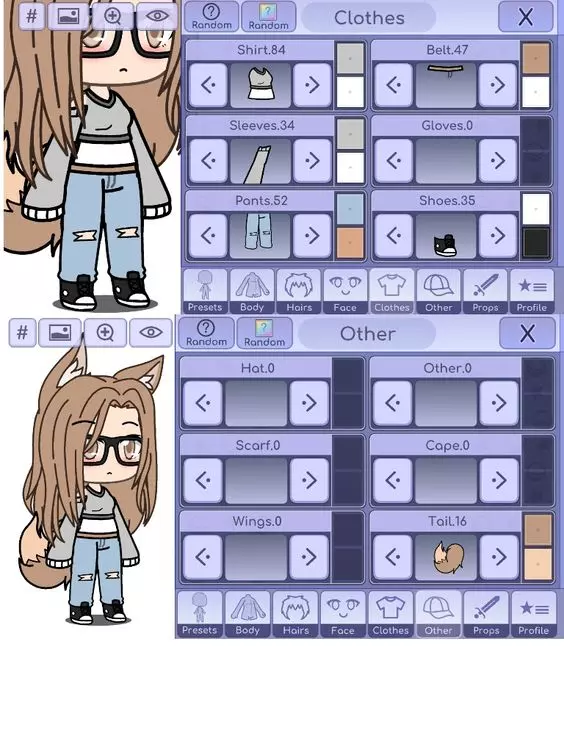 #
?
?
Clothes
X
Random
Random
Shirt.84
Belt.47
Sleeves.34
Gloves.0
Pants.52
Shoes.35
Presets
Body
Hairs
Face
Clothes
Other
Props
Profile
#
?
?
Other
X
Random
Random
Hat.0
Other.0
Scarf.0
Cape.0
Wings.0
Tail.16
Presets
Body
Hairs
Face
Clothes
Other
Props
Profile